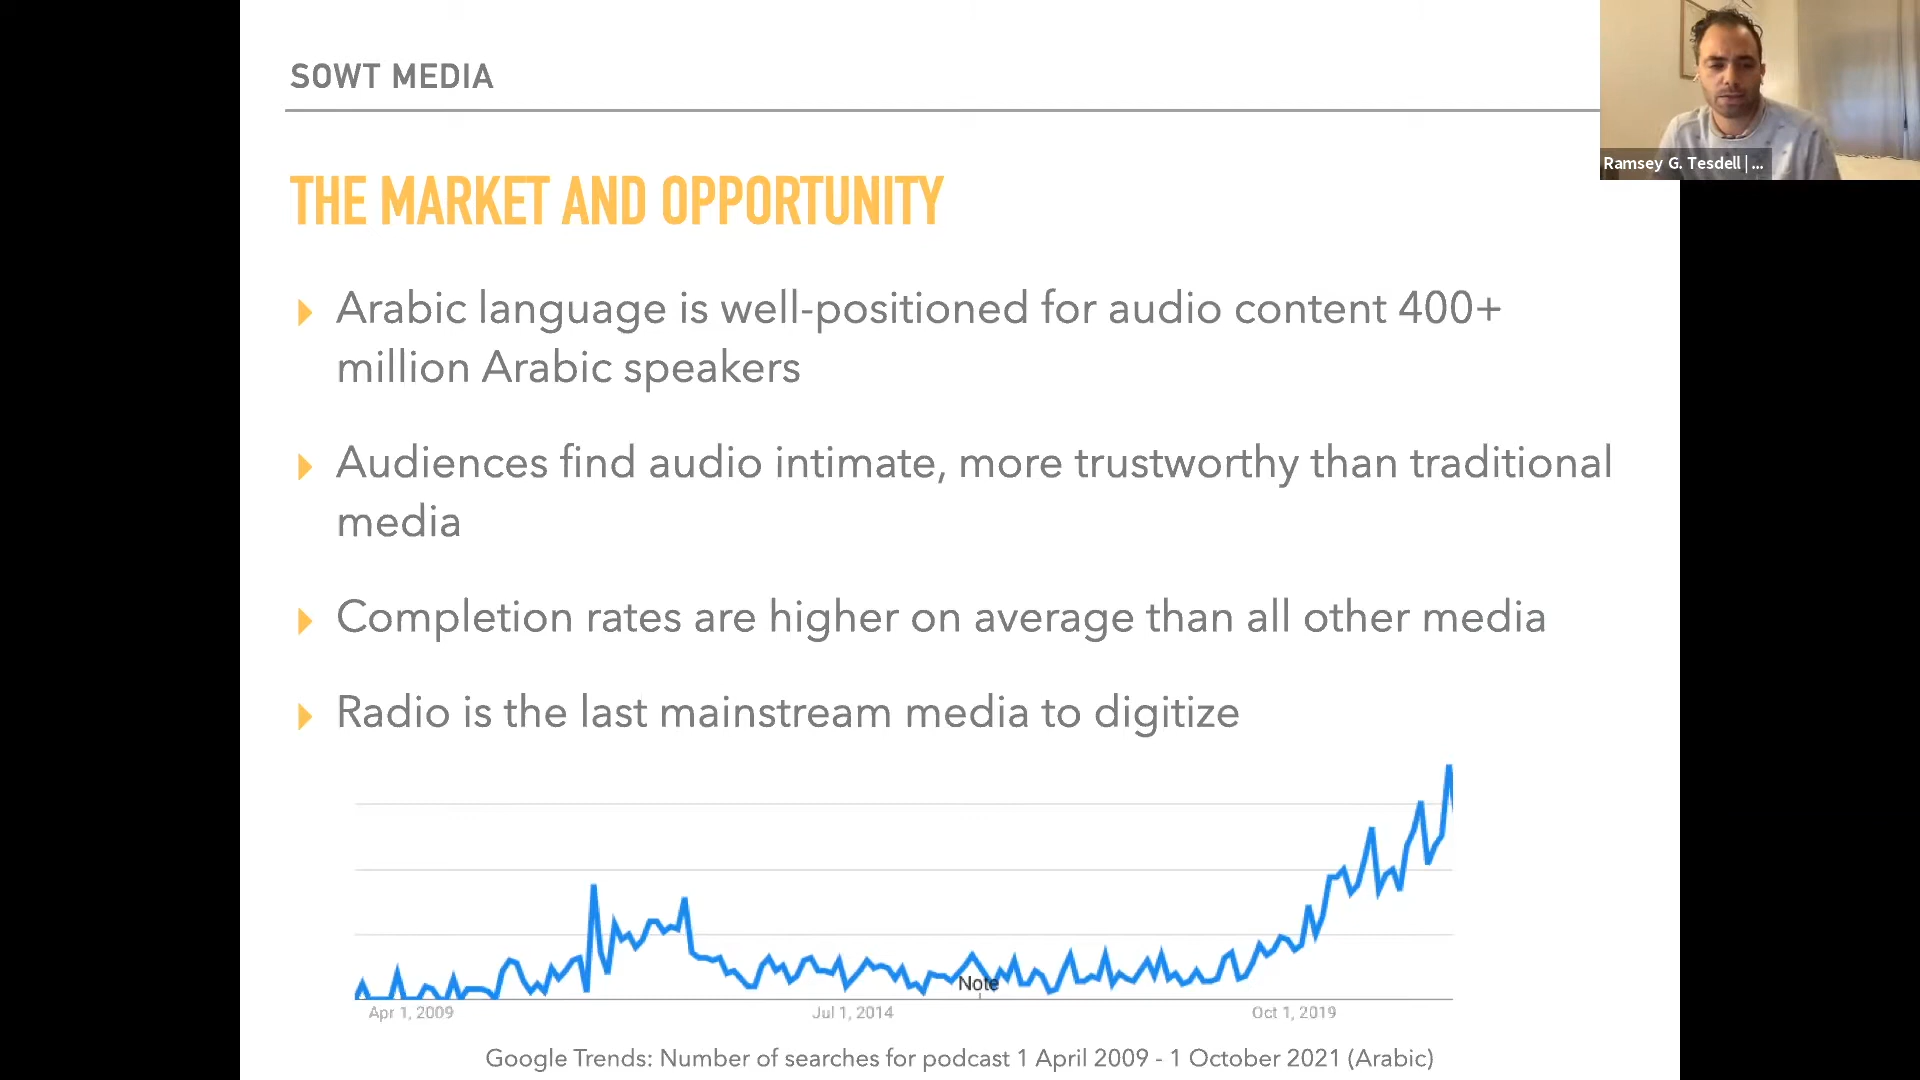 SOWT MEDIA
Ramsey G. Tesdell | ...
THE MARKET AND OPPORTUNITY
Arabic language is well-positioned for audio content 400+
million Arabic speakers
Audiences find audio intimate, more trustworthy than traditional
media
Completion rates are higher on average than all other media
Radio is the last mainstream media to digitize
Note
Apr 1, 2009
Jul 1, 2014
Oct 1, 2019
Google Trends: Number of searches for podcast 1 April 2009 - 1 October 2021 (Arabic)